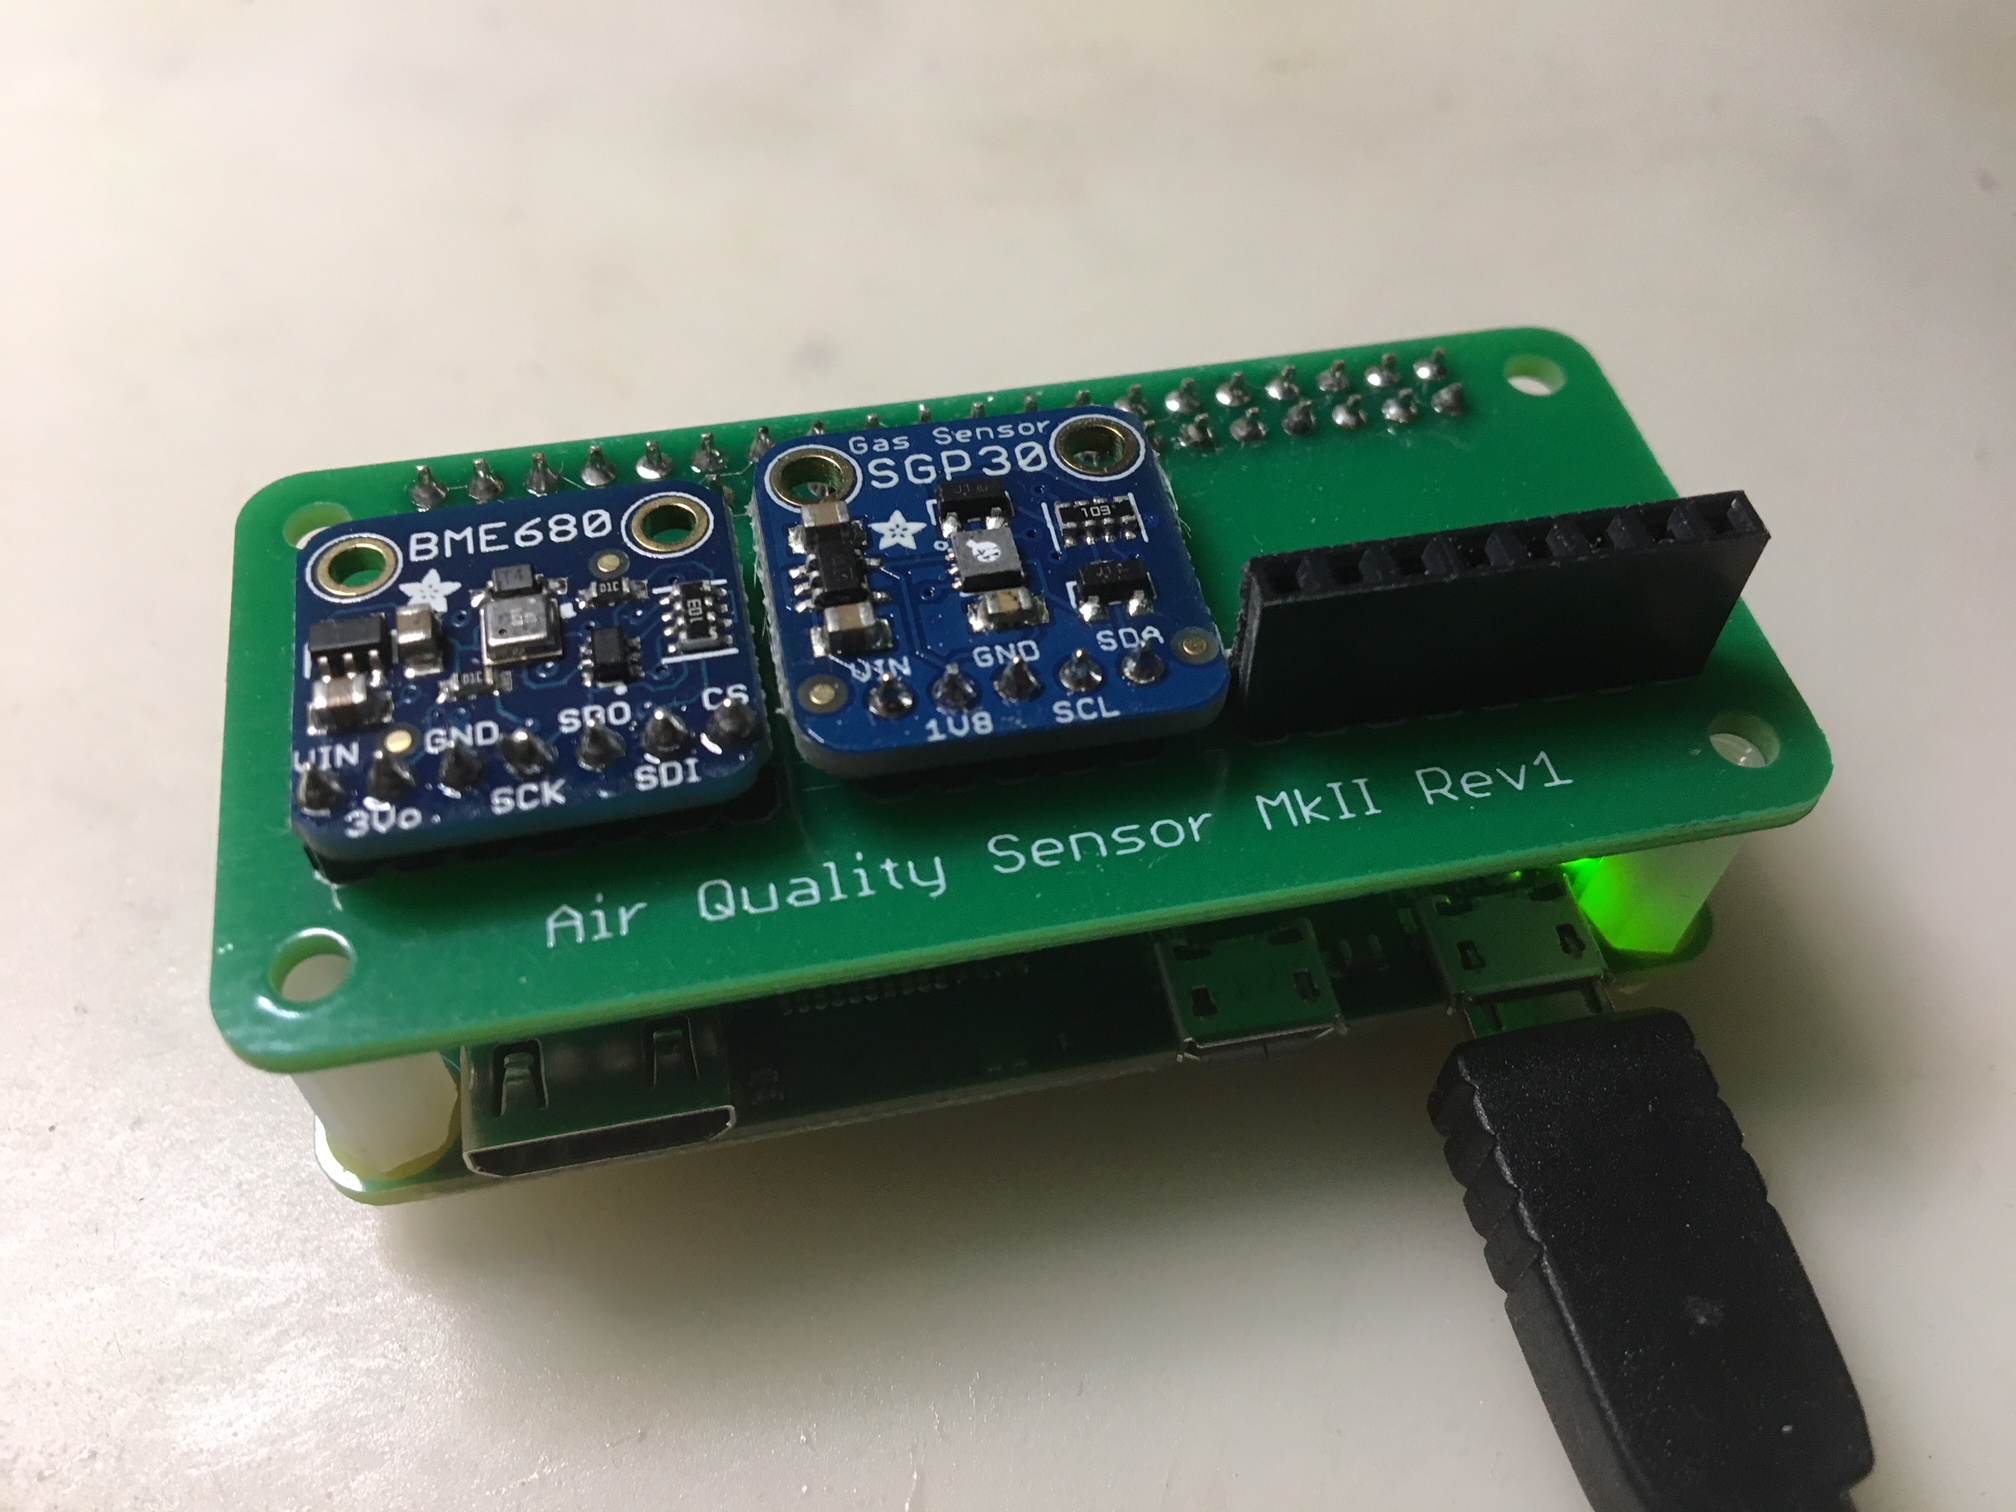 BME680
VIN
3Vo
GND
SCK
SDO
SDI
CS
Gas Sensor
SGP30
109
VIN
1V8
GND
SCL
SDA
Air Quality Sensor MkII Rev1